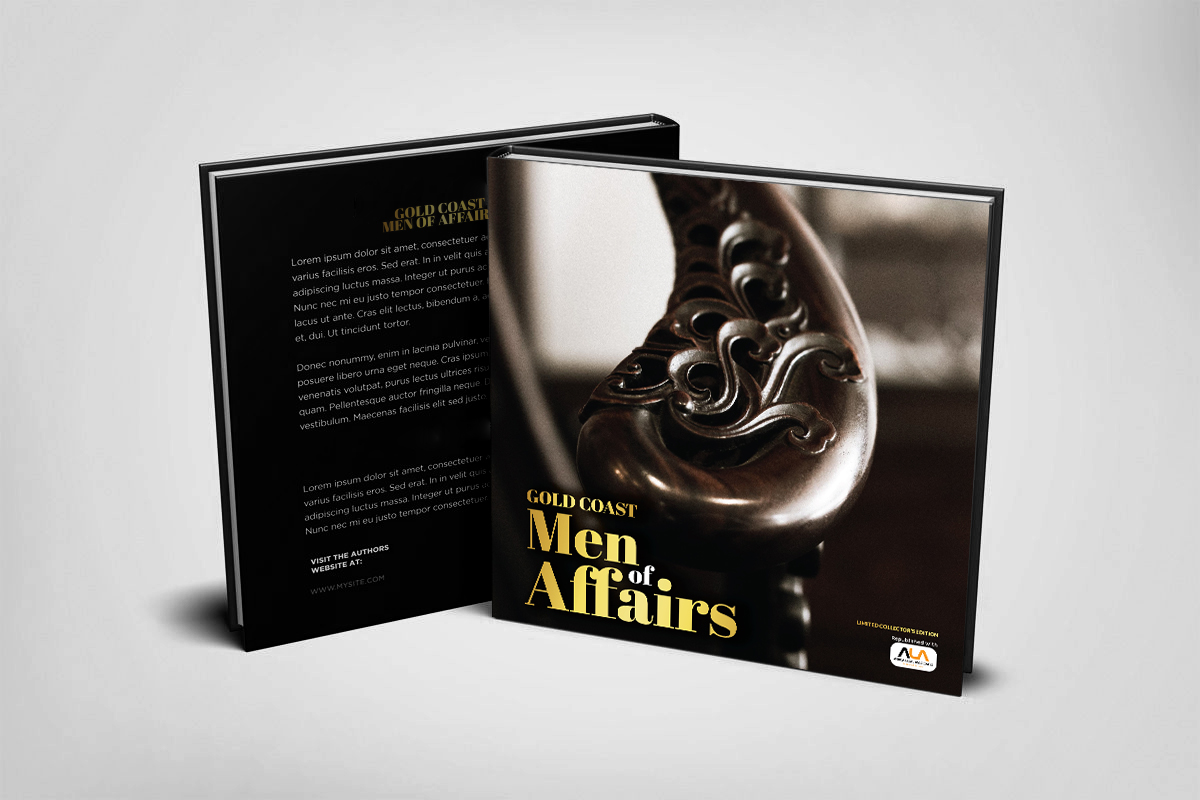 GOLD COAST
MEN OF AFFAIR
Lorem ipsum dolor sit amet, consectetuer
varius facilisis eros. Sed erat. In in velit quis
adipiscing luctus massa. Integer ut purus ac
Nunc nec mi eu justo tempor consectetuer
lacus ut ante. Cras elit lectus, bibendum a,
et, dui. Ut tincidunt tortor.
Donec nonummy, enim in lacinia pulvinar,
posuere libero urna eget neque. Cras ipsum
venenatis volutpat, purus lectus ultrices
quam. Pellentesque auctor fringilla neque.
vestibulum. Maecenas facilisis elit sed justo
Lorem ipsum dolor sit amet, consectetuer
varius facilisis eros. Sed erat. In in velit quis
adipiscing luctus massa. Integer ut purus
Nunc nec mi eu justo tempor consectetuer
VISIT THE AUTHORS
WEBSITE AT:
WWW.MYSITE.COM
GOLD COAST
Men
of
Affairs
LIMITED COLLECTOR'S EDITION
Republished with
ALA